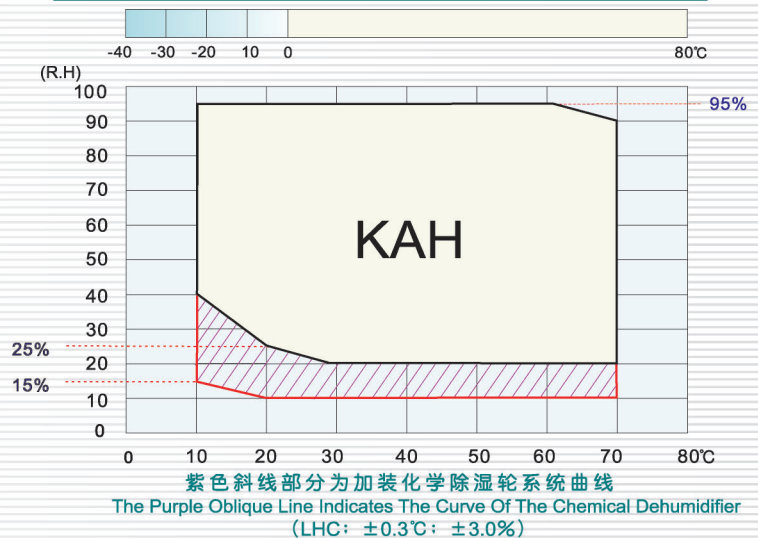 -40 -30 -20 10 0 80℃
(R.H)
100
95%
90
80
70
60
KAH
50
40
30
25%
20
15%
10
0
0 10 20 30 40 50 60 70 80℃
紫色斜线部分为加装化学除湿轮系统曲线
The Purple Oblique Line Indicates The Curve Of The Chemical Dehumidifier
(LHC: ±0.3℃: ±3.0%)